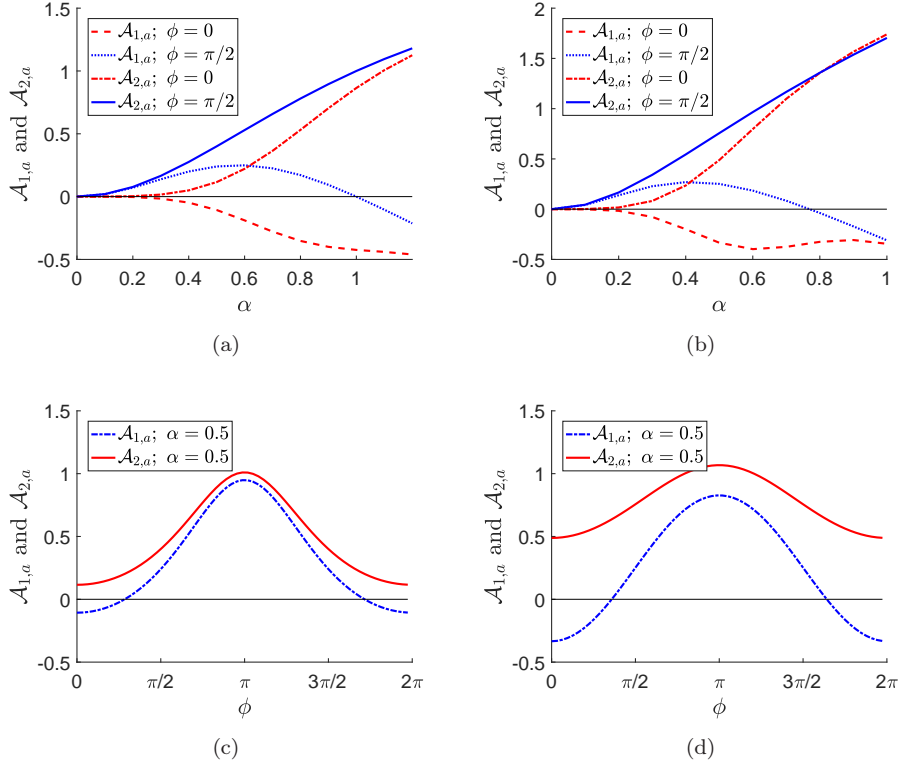 1.5
1
0.5
0
-0.5
𝒜₁,ₐ and 𝒜₂,ₐ
𝒜₁,ₐ; ϕ = 0
𝒜₁,ₐ; ϕ = π/2
𝒜₂,ₐ; ϕ = 0
𝒜₂,ₐ; ϕ = π/2
0 0.2 0.4 0.6 0.8 1
α
(a)
2
1.5
1
0.5
0
-0.5
𝒜₁,ₐ and 𝒜₂,ₐ
𝒜₁,ₐ; ϕ = 0
𝒜₁,ₐ; ϕ = π/2
𝒜₂,ₐ; ϕ = 0
𝒜₂,ₐ; ϕ = π/2
0 0.2 0.4 0.6 0.8 1
α
(b)
1.5
1
0.5
0
-0.5
𝒜₁,ₐ and 𝒜₂,ₐ
𝒜₁,ₐ; α = 0.5
𝒜₂,ₐ; α = 0.5
0 π/2 π 3π/2 2π
ϕ
(c)
1.5
1
0.5
0
-0.5
𝒜₁,ₐ and 𝒜₂,ₐ
𝒜₁,ₐ; α = 0.5
𝒜₂,ₐ; α = 0.5
0 π/2 π 3π/2 2π
ϕ
(d)